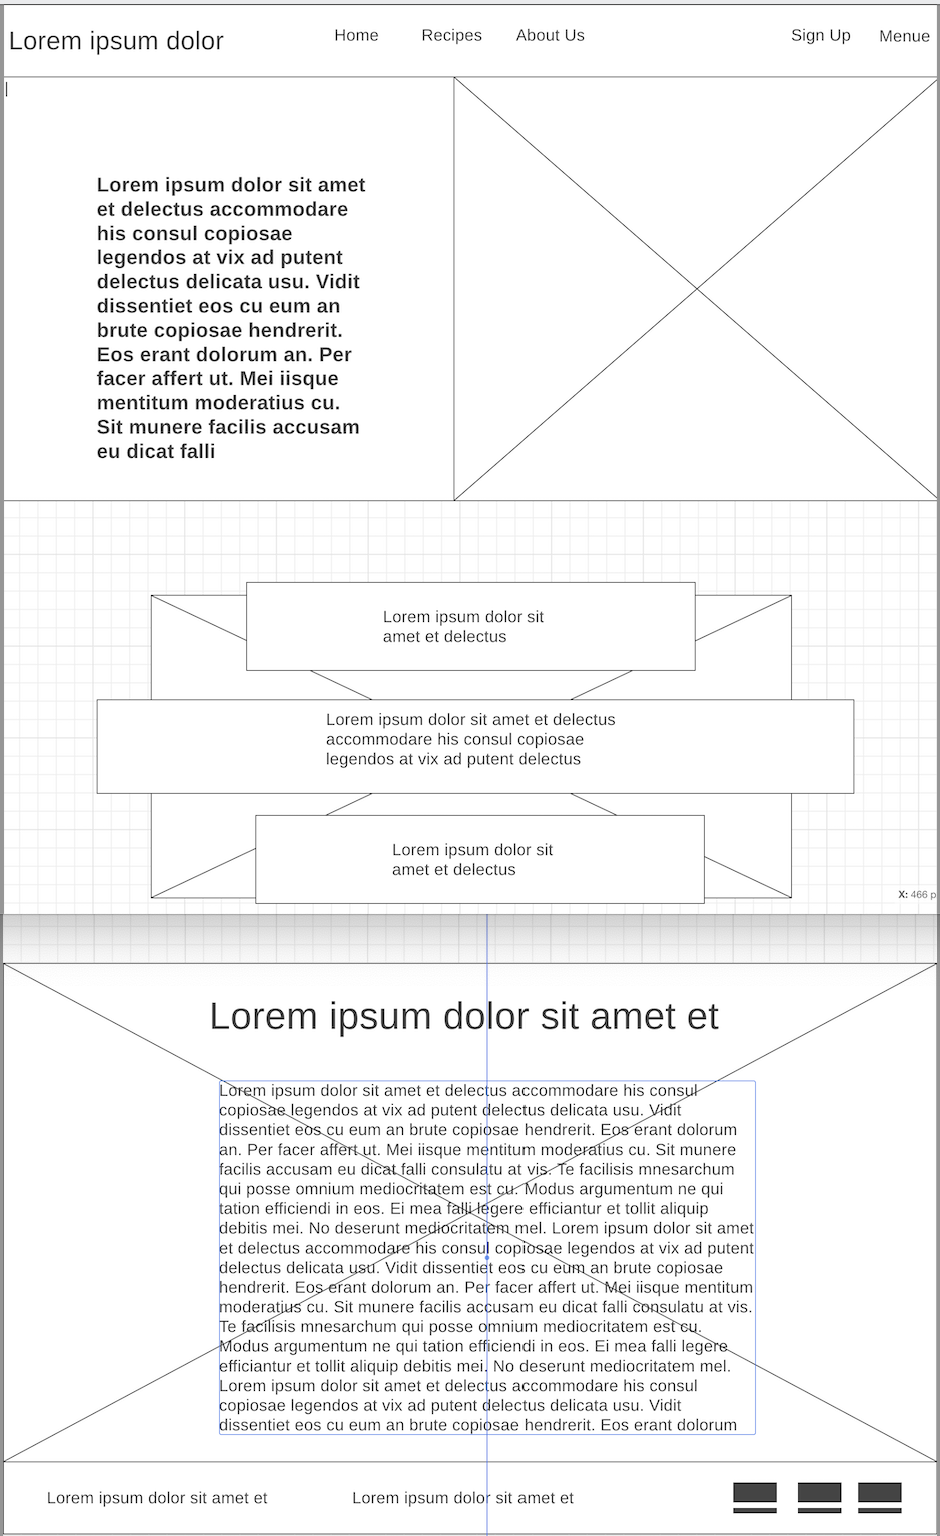 Lorem ipsum dolor
Home
Recipes
About Us
Sign Up
Menue
Lorem ipsum dolor sit amet
et delectus accommodare
his consul copiosae
legendos at vix ad putent
delectus delicata usu. Vidit
dissentiet eos cu eum an
brute copiosae hendrerit.
Eos erant dolorum an. Per
facer affert ut. Mei iisque
mentitum moderatius cu.
Sit munere facilis accusam
eu dicat falli
Lorem ipsum dolor sit
amet et delectus
Lorem ipsum dolor sit amet et delectus
accommodare his consul copiosae
legendos at vix ad putent delectus
Lorem ipsum dolor sit
amet et delectus
X: 466 p
Lorem ipsum dolor sit amet et
Lorem ipsum dolor sit amet et delectus accommodare his consul
copiosae legendos at vix ad putent delectus delicata usu. Vidit
dissentiet eos cu eum an brute copiosae hendrerit. Eos erant dolorum
an. Per facer affert ut. Mei iisque mentitum moderatius cu. Sit munere
facilis accusam eu dicat falli consulatu at vis. Te facilisis mnesarchum
qui posse omnium mediocritatem est cu. Modus argumentum ne qui
tation efficiendi in eos. Ei mea falli legere efficiantur et tollit aliquip
debitis mei. No deserunt mediocritatem mel. Lorem ipsum dolor sit amet
et delectus accommodare his consul copiosae legendos at vix ad putent
delectus delicata usu. Vidit dissentiet eos cu eum an brute copiosae
hendrerit. Eos erant dolorum an. Per facer affert ut. Mei iisque mentitum
moderatius cu. Sit munere facilis accusam eu dicat falli consulatu at vis.
Te facilisis mnesarchum qui posse omnium mediocritatem est cu.
Modus argumentum ne qui tation efficiendi in eos. Ei mea falli legere
efficiantur et tollit aliquip debitis mei. No deserunt mediocritatem mel.
Lorem ipsum dolor sit amet et delectus accommodare his consul
copiosae legendos at vix ad putent delectus delicata usu. Vidit
dissentiet eos cu eum an brute copiosae hendrerit. Eos erant dolorum
Lorem ipsum dolor sit amet et
Lorem ipsum dolor sit amet et